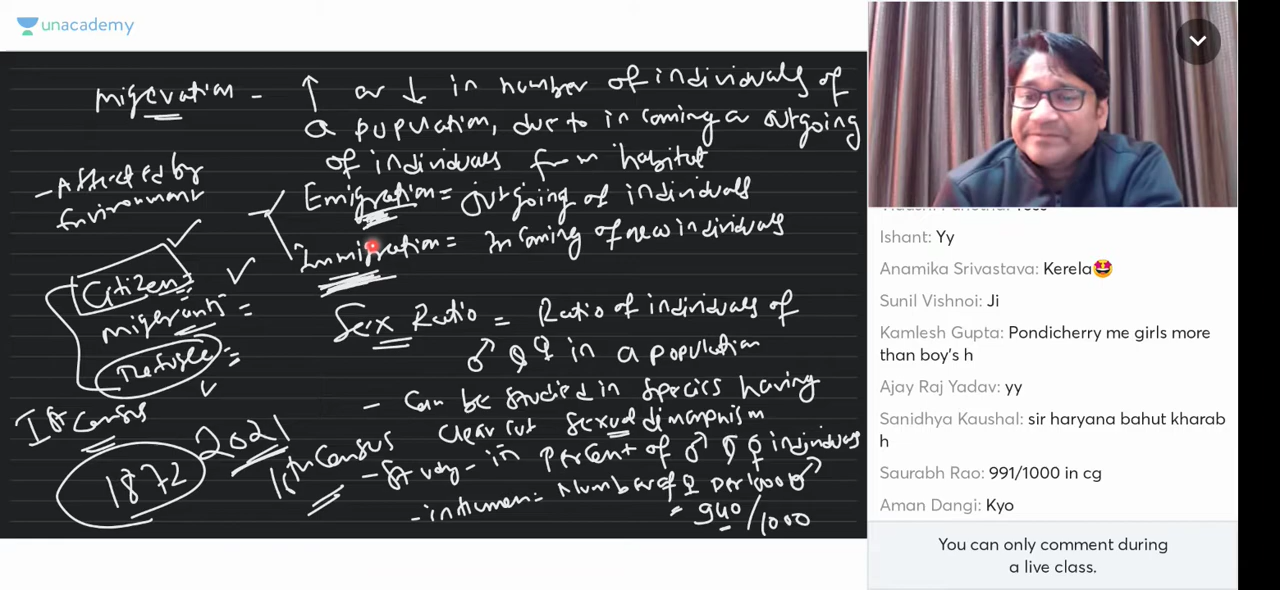 unacademy
migration - ↑ or ↓ in number of individuals of
a population, due to incoming or outgoing
of individuals from habitat
- Affected by
Environment
Emigration = Outgoing of individuals
Immigration = Incoming of new individuals
Citizens
migrants =
Refugee =
Sex Ratio = Ratio of individuals of
♂ & ♀ in a population
- Can be studied in species having
clear cut sexual dimorphism
Ist Census
1872
2021
16th Census
- Study - in percent of ♂ & ♀ individuals
- in human = Number of ♀ per 1000 ♂
= 940/1000
Ishant: Yy
Anamika Srivastava: Kerela🤩
Sunil Vishnoi: Ji
Kamlesh Gupta: Pondicherry me girls more
than boy's h
Ajay Raj Yadav: yy
Sanidhya Kaushal: sir haryana bahut kharab
h
Saurabh Rao: 991/1000 in cg
Aman Dangi: Kyo
You can only comment during
a live class.